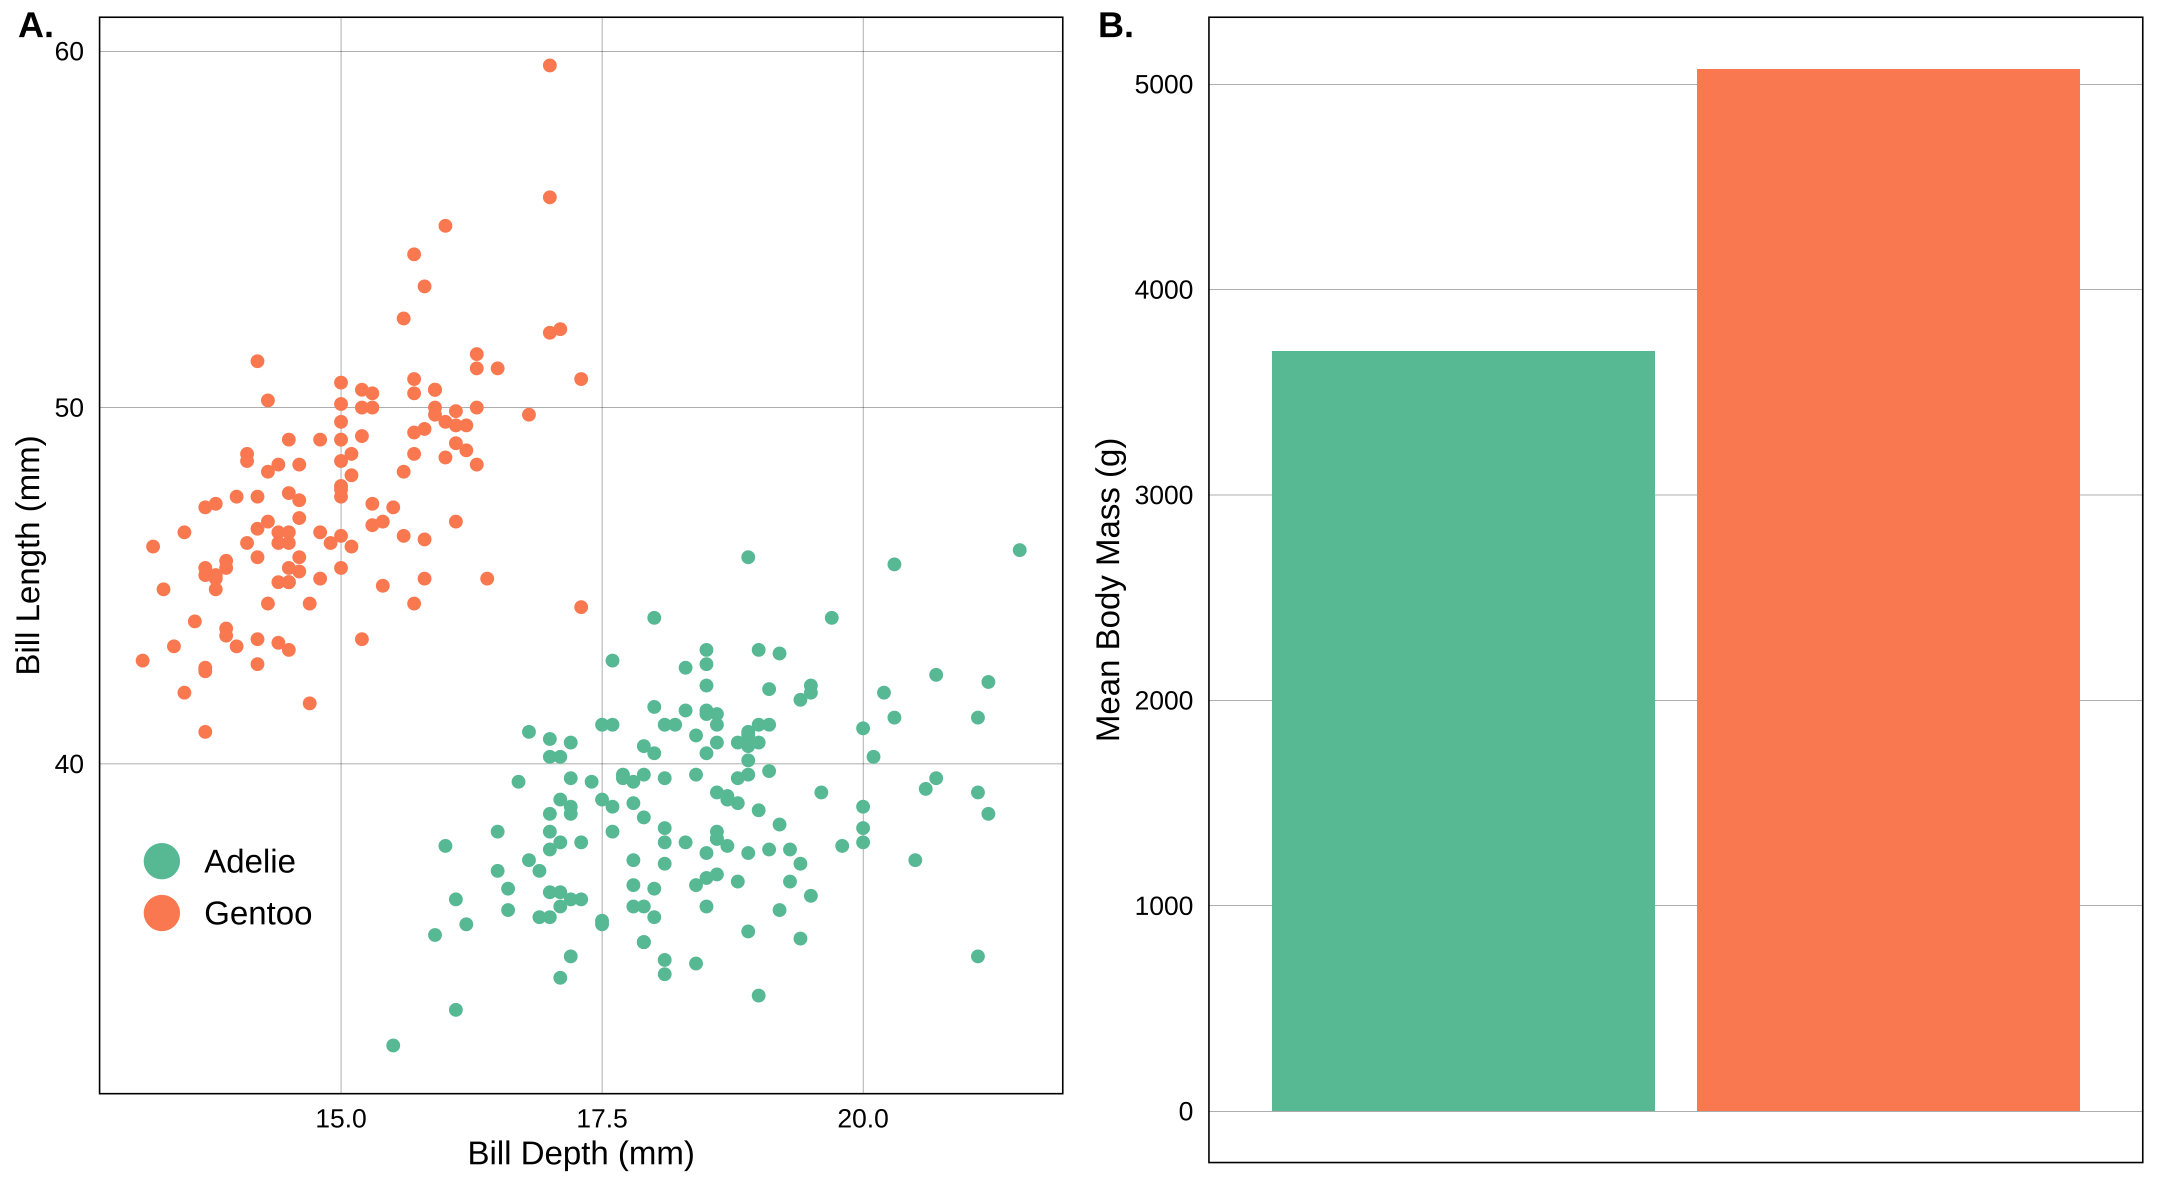 A.
60
50
40
Bill Length (mm)
Adelie
Gentoo
15.0 17.5 20.0
Bill Depth (mm)
B.
5000
4000
3000
2000
1000
0
Mean Body Mass (g)